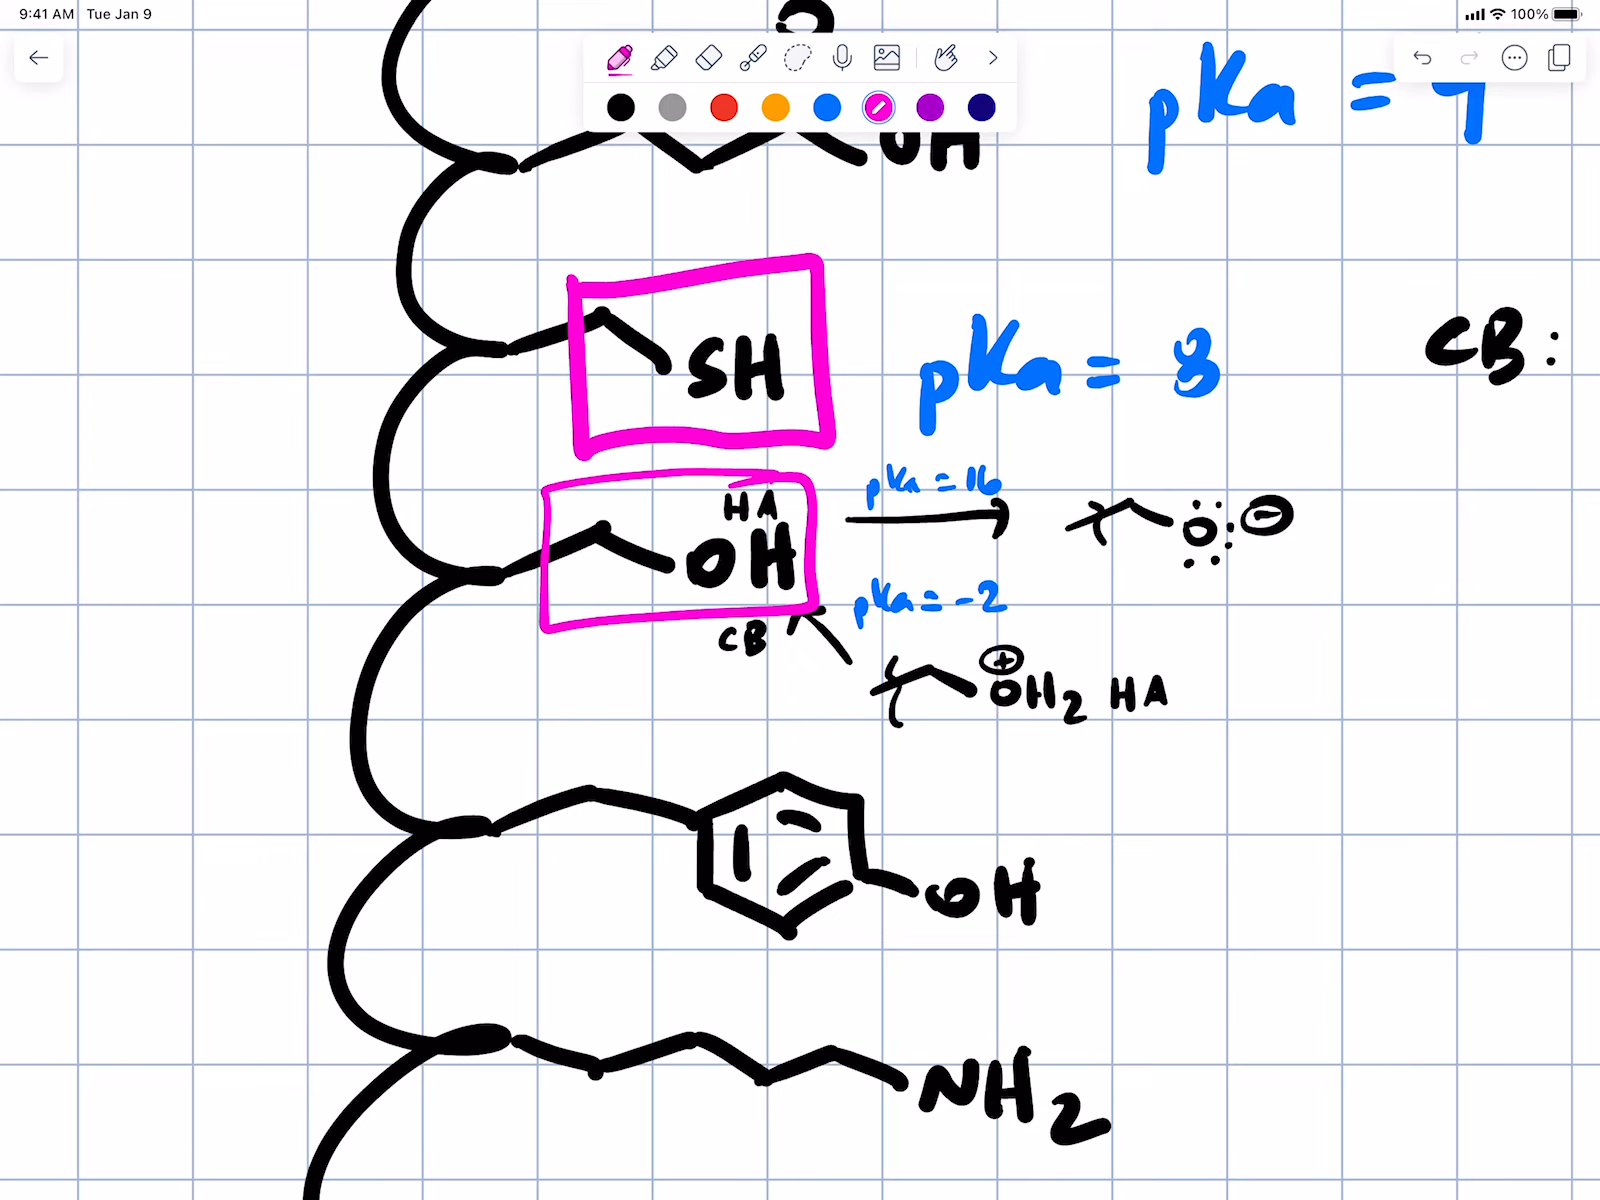 9:41 AM Tue Jan 9
100%
pKa =
OH
SH
pKa = 8
CB:
HA
OH
pKa = 16
O ⊖
CB
pKa = -2
⊕
OH2 HA
OH
NH2